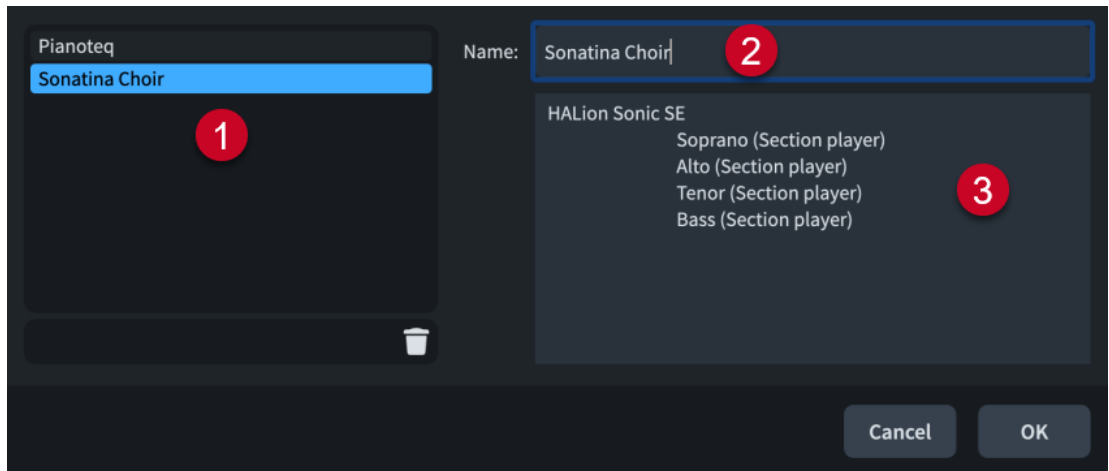 Pianoteq
Sonatina Choir
1
Name:
Sonatina Choir
2
HALion Sonic SE
Soprano (Section player)
Alto (Section player)
Tenor (Section player)
Bass (Section player)
3
Cancel
OK